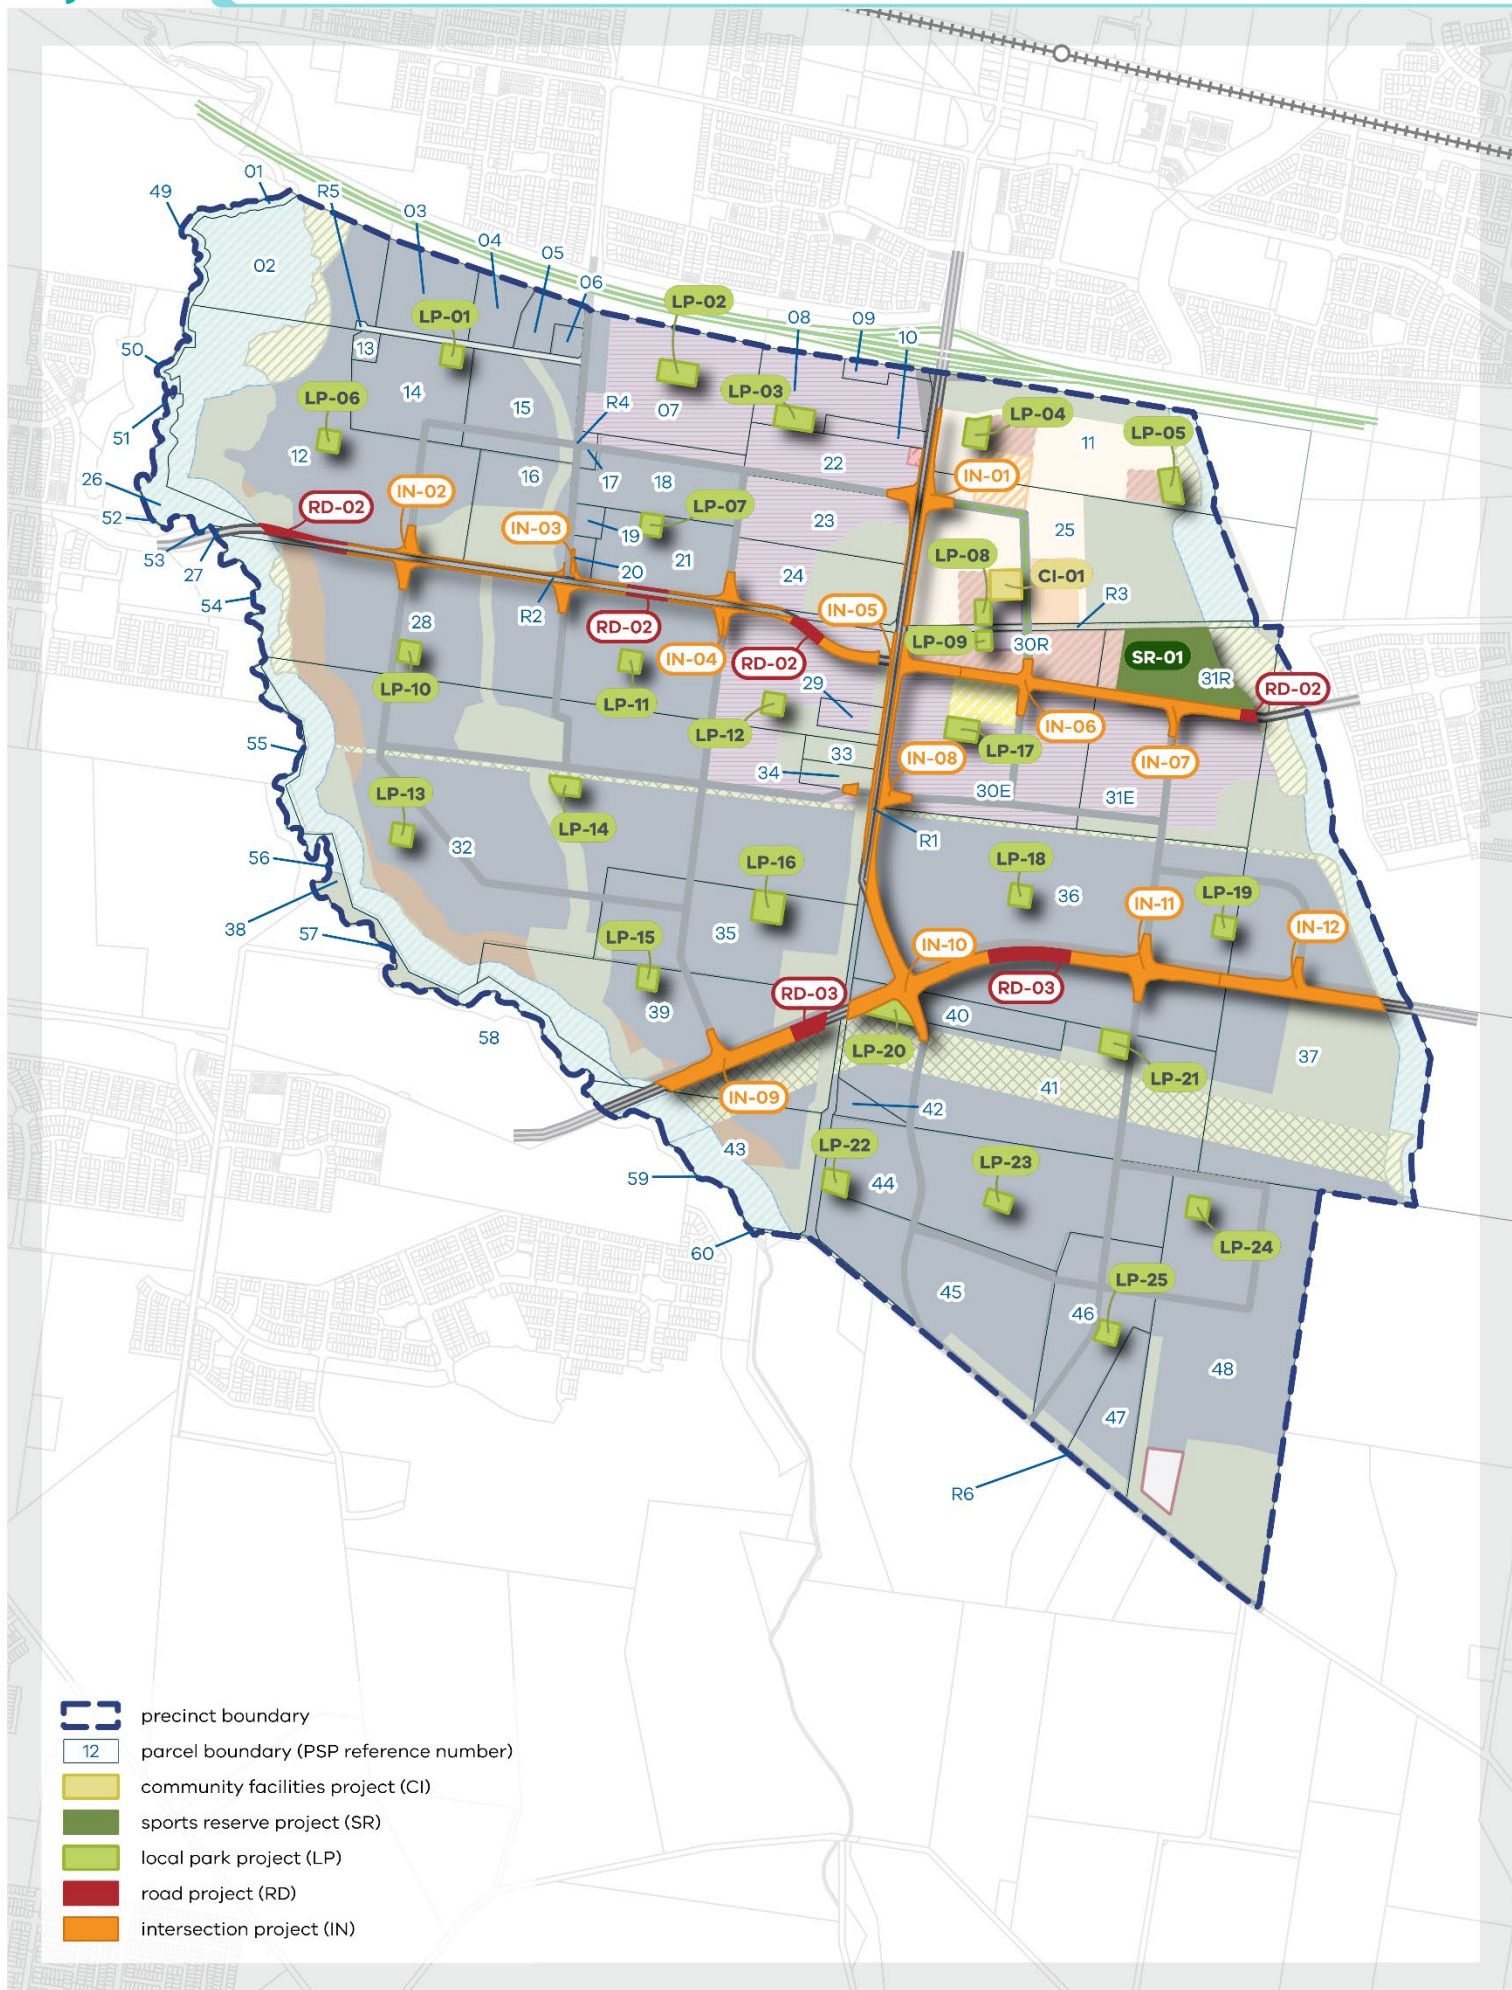 01
R5
49
03
04
05
02
06
LP-02
LP-01
08
09
10
13
50
14
LP-06
LP-03
07
R4
15
LP-04
11
LP-05
51
12
22
16
17
18
IN-01
26
IN-02
RD-02
LP-07
23
25
52
IN-03
19
53
27
20
21
LP-08
CI-01
54
24
R2
R3
IN-05
28
RD-02
LP-09
30R
IN-04
RD-02
SR-01
31R
RD-02
LP-10
LP-11
29
LP-12
IN-06
55
33
LP-17
IN-08
IN-07
34
LP-13
30E
31E
LP-14
R1
32
56
LP-16
LP-18
36
LP-19
IN-11
38
57
35
LP-15
IN-10
IN-12
RD-03
RD-03
39
40
58
LP-20
37
LP-21
41
IN-09
42
43
LP-22
LP-23
59
44
LP-24
60
LP-25
45
46
48
47
R6
precinct boundary
12 parcel boundary (PSP reference number)
community facilities project (CI)
sports reserve project (SR)
local park project (LP)
road project (RD)
intersection project (IN)